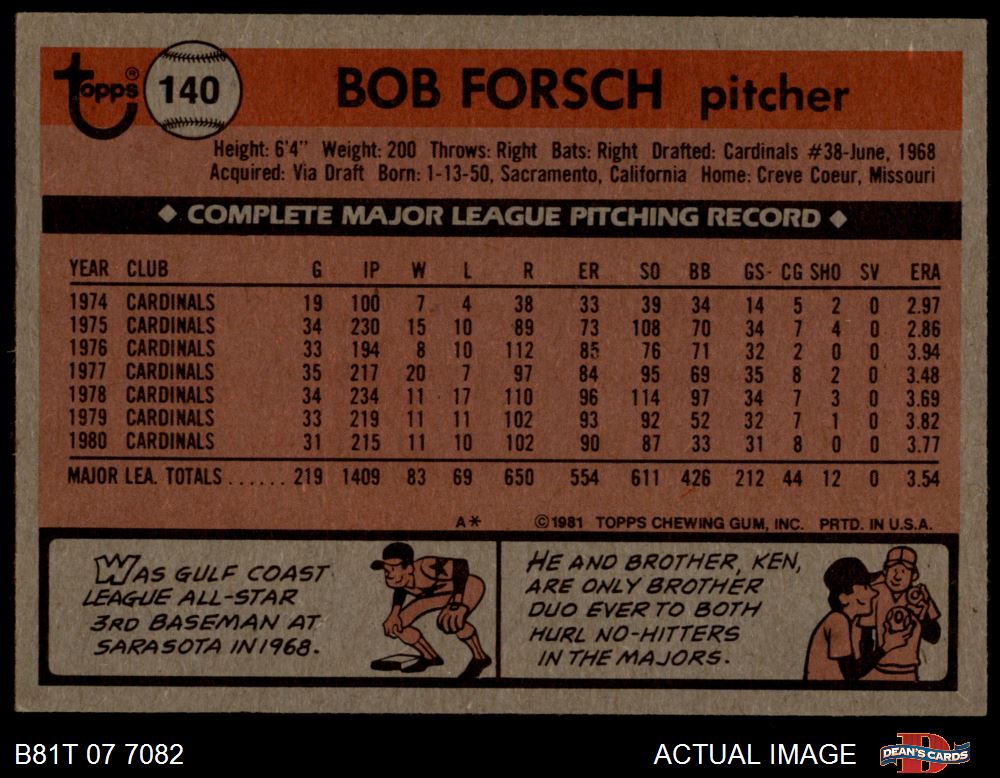 Topps® 140 BOB FORSCH pitcher
Height: 6'4" Weight: 200 Throws: Right Bats: Right Drafted: Cardinals #38-June, 1968
Acquired: Via Draft Born: 1-13-50, Sacramento, California Home: Creve Coeur, Missouri
◆ COMPLETE MAJOR LEAGUE PITCHING RECORD ◆
YEAR CLUB G IP W L R ER SO BB GS CG SHO SV ERA
1974 CARDINALS 19 100 7 4 38 33 39 34 14 5 2 0 2.97
1975 CARDINALS 34 230 15 10 89 73 108 70 34 7 4 0 2.86
1976 CARDINALS 33 194 8 10 112 85 76 71 32 2 0 0 3.94
1977 CARDINALS 35 217 20 7 97 84 95 69 35 8 2 0 3.48
1978 CARDINALS 34 234 11 17 110 96 114 97 34 7 3 0 3.69
1979 CARDINALS 33 219 11 11 102 93 92 52 32 7 1 0 3.82
1980 CARDINALS 31 215 11 10 102 90 87 33 31 8 0 0 3.77
MAJOR LEA. TOTALS ...... 219 1409 83 69 650 554 611 426 212 44 12 0 3.54
A* ©1981 TOPPS CHEWING GUM, INC. PRTD. IN U.S.A.
WAS GULF COAST
LEAGUE ALL-STAR
3RD BASEMAN AT
SARASOTA IN 1968.
HE AND BROTHER, KEN,
ARE ONLY BROTHER
DUO EVER TO BOTH
HURL NO-HITTERS
IN THE MAJORS.
B81T 07 7082 ACTUAL IMAGE DEAN'S CARDS